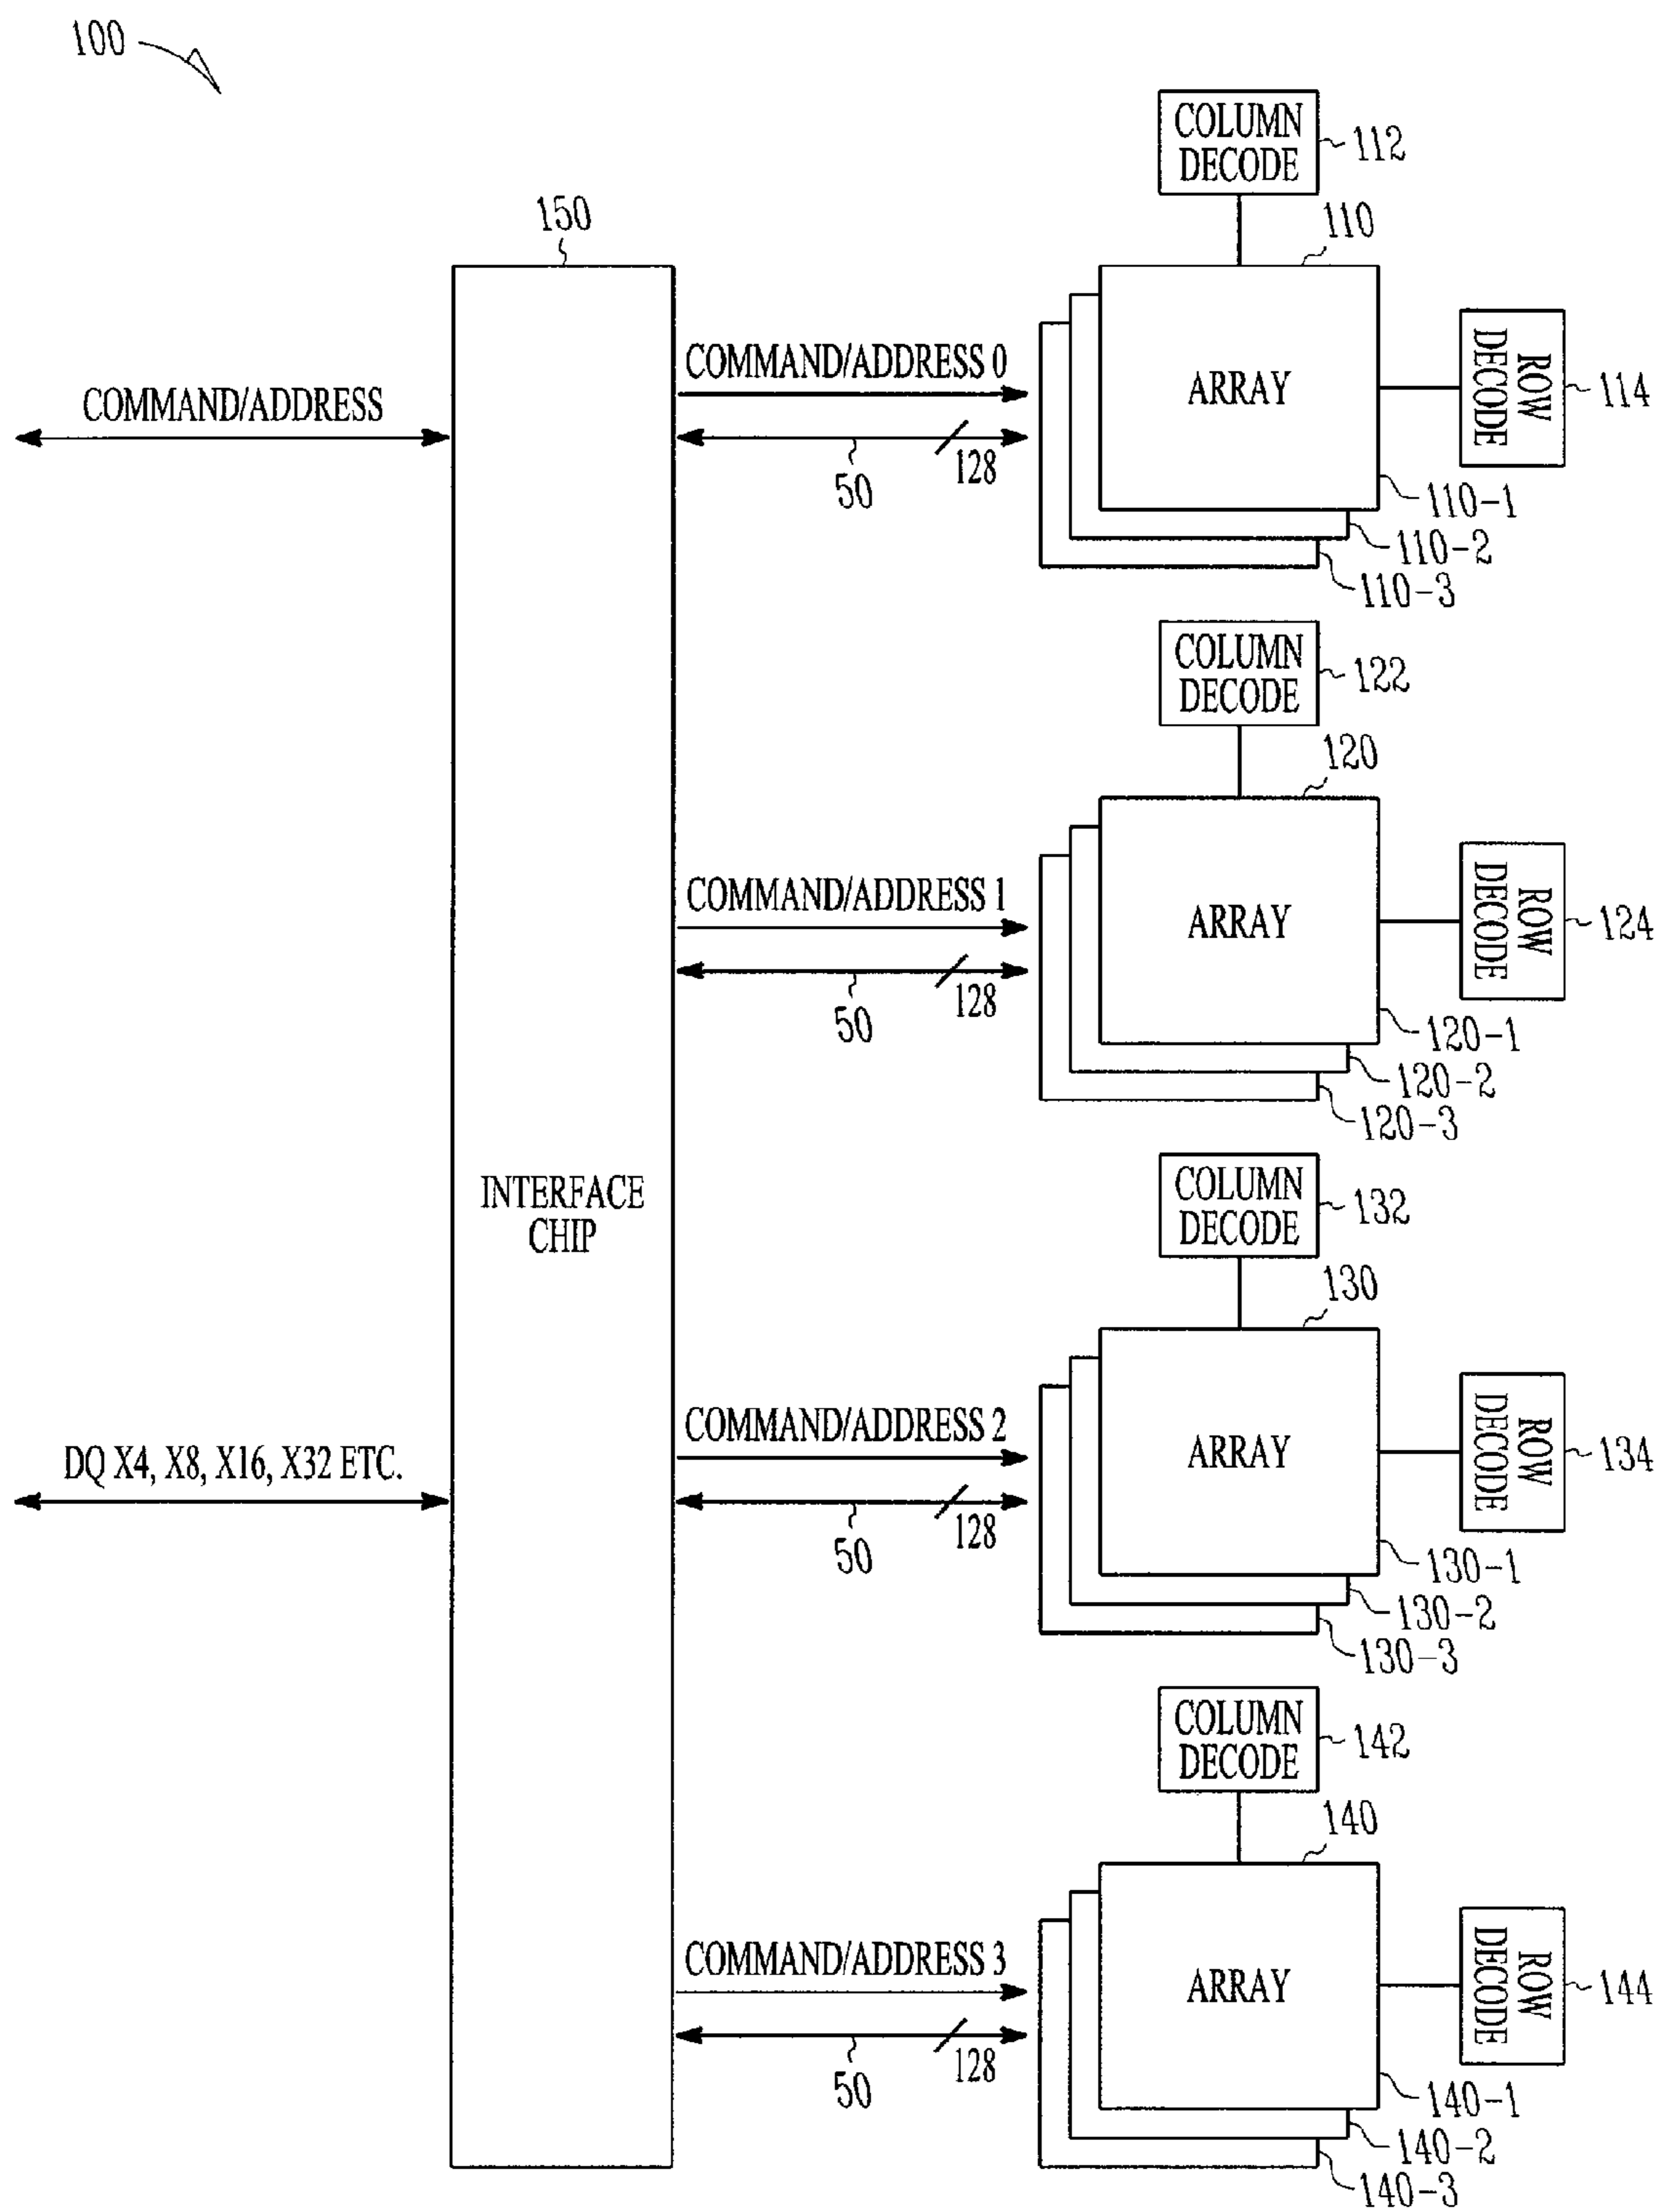 100
COLUMN
DECODE
112
150
110
COMMAND/ADDRESS 0
COMMAND/ADDRESS
ARRAY
ROW
DECODE
114
50
128
110-1
110-2
110-3
COLUMN
DECODE
122
120
COMMAND/ADDRESS 1
ARRAY
ROW
DECODE
124
50
128
120-1
120-2
120-3
INTERFACE
CHIP
COLUMN
DECODE
132
130
COMMAND/ADDRESS 2
DQ X4, X8, X16, X32 ETC.
ARRAY
ROW
DECODE
134
50
128
130-1
130-2
130-3
COLUMN
DECODE
142
140
COMMAND/ADDRESS 3
ARRAY
ROW
DECODE
144
50
128
140-1
140-2
140-3